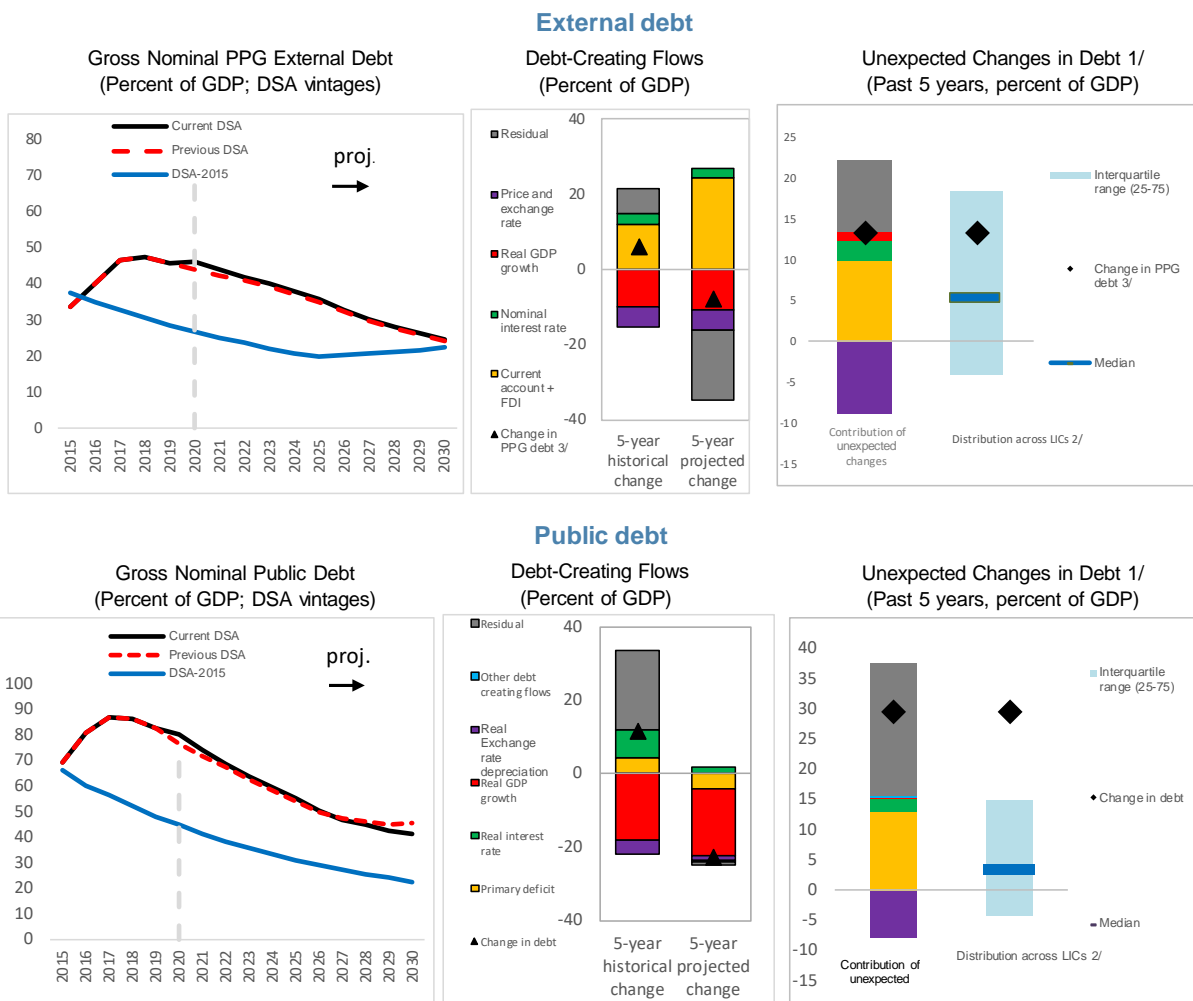 External debt
Gross Nominal PPG External Debt
(Percent of GDP; DSA vintages)
Current DSA
Previous DSA
DSA-2015
proj.
80
70
60
50
40
30
20
10
0
2015
2016
2017
2018
2019
2020
2021
2022
2023
2024
2025
2026
2027
2028
2029
2030
Debt-Creating Flows
(Percent of GDP)
Residual
Price and
exchange
rate
Real GDP
growth
Nominal
interest rate
Current
account +
FDI
Change in
PPG debt 3/
40
20
0
-20
-40
5-year
historical
change
5-year
projected
change
Unexpected Changes in Debt 1/
(Past 5 years, percent of GDP)
25
20
15
10
5
0
-5
-10
-15
Contribution of
unexpected
changes
Distribution across LICs 2/
Interquartile
range (25-75)
Change in PPG
debt 3/
Median
Public debt
Gross Nominal Public Debt
(Percent of GDP; DSA vintages)
Current DSA
Previous DSA
DSA-2015
proj.
100
90
80
70
60
50
40
30
20
10
0
2015
2016
2017
2018
2019
2020
2021
2022
2023
2024
2025
2026
2027
2028
2029
2030
Debt-Creating Flows
(Percent of GDP)
Residual
Other debt
creating flows
Real
Exchange
rate
depreciation
Real GDP
growth
Real interest
rate
Primary deficit
Change in debt
40
20
0
-20
-40
5-year
historical
change
5-year
projected
change
Unexpected Changes in Debt 1/
(Past 5 years, percent of GDP)
40
35
30
25
20
15
10
5
0
-5
-10
-15
Contribution of
unexpected
Distribution across LICs 2/
Interquartile
range (25-75)
Change in debt
Median